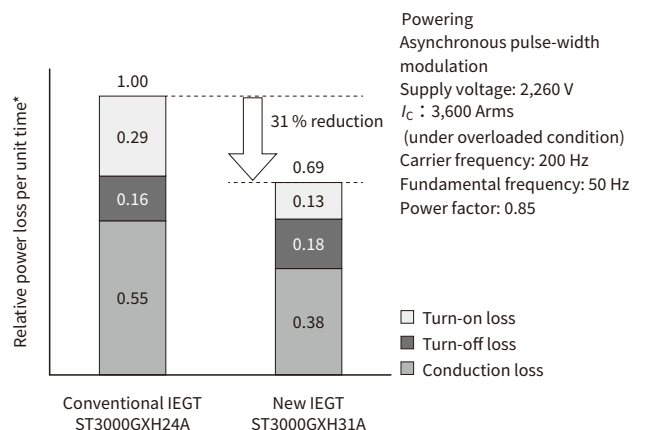 Powering
Asynchronous pulse-width
modulation
Supply voltage: 2,260 V
IC : 3,600 Arms
(under overloaded condition)
Carrier frequency: 200 Hz
Fundamental frequency: 50 Hz
Power factor: 0.85
Relative power loss per unit time*
1.00
0.29
0.16
0.55
31 % reduction
0.69
0.13
0.18
0.38
Turn-on loss
Turn-off loss
Conduction loss
Conventional IEGT
ST3000GXH24A
New IEGT
ST3000GXH31A